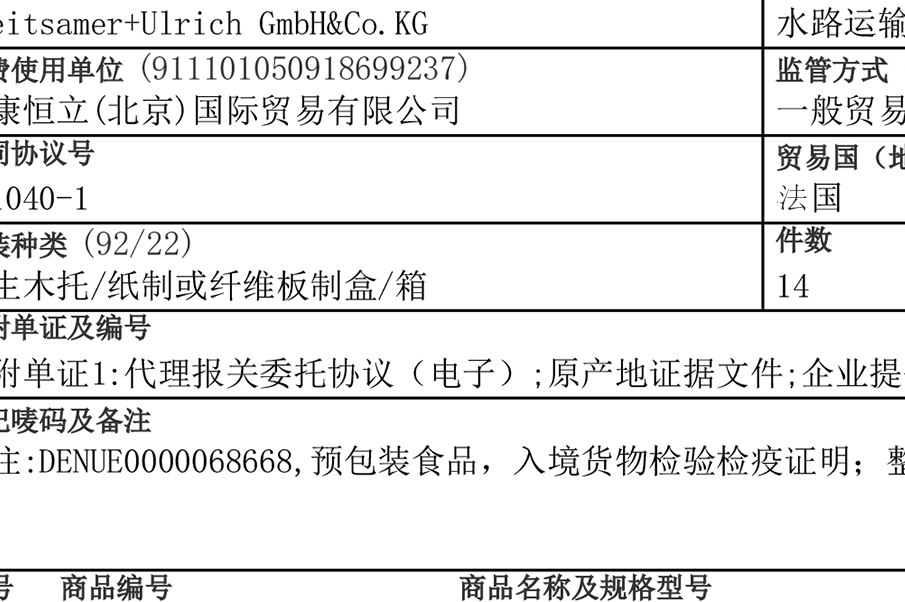 eitsamer+Ulrich GmbH&Co.KG
水路运输
费使用单位 (911101050918699237)
监管方式
康恒立(北京)国际贸易有限公司
一般贸易
同协议号
贸易国（地
1040-1
法国
装种类 (92/22)
件数
生木托/纸制或纤维板制盒/箱
14
附单证及编号
附单证1:代理报关委托协议（电子）;原产地证据文件;企业提
记唛码及备注
注:DENUE0000068668,预包装食品，入境货物检验检疫证明；整
号 商品编号 商品名称及规格型号